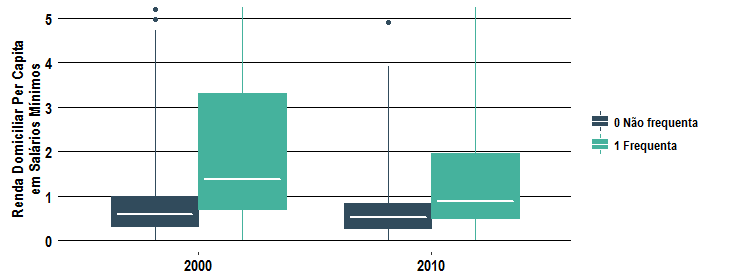 Renda Domiciliar Per Capita
em Salários Mínimos
5
4
3
2
1
0
2000
2010
0 Não frequenta
1 Frequenta